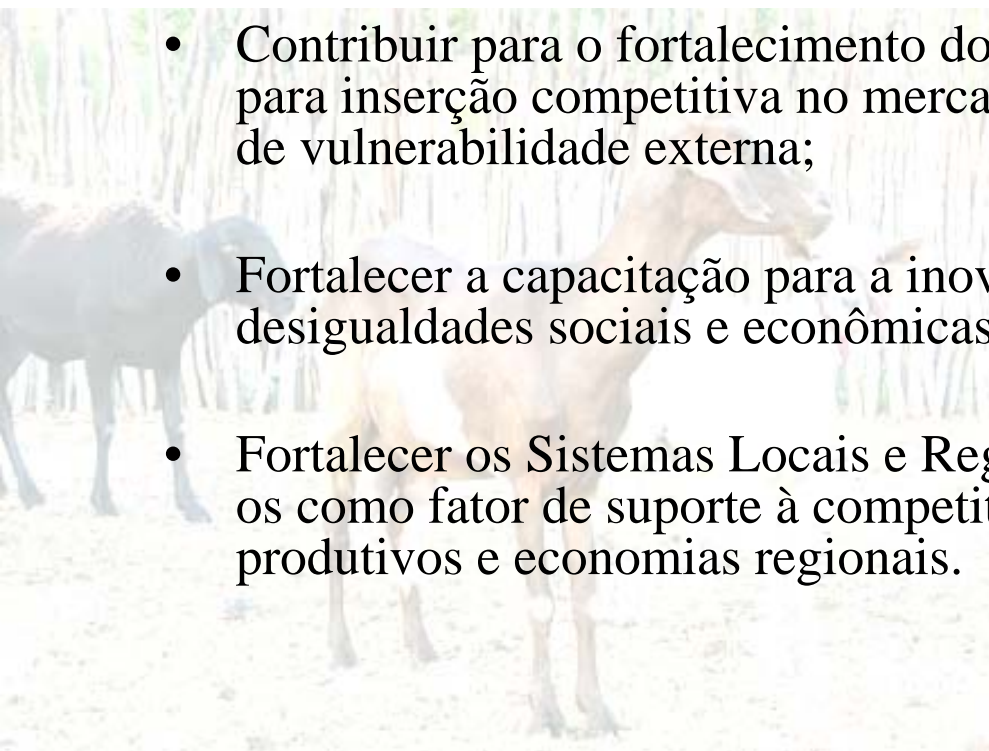 • Contribuir para o fortalecimento do
para inserção competitiva no merca
de vulnerabilidade externa;
• Fortalecer a capacitação para a inov
desigualdades sociais e econômicas
• Fortalecer os Sistemas Locais e Reg
os como fator de suporte à competit
produtivos e economias regionais.